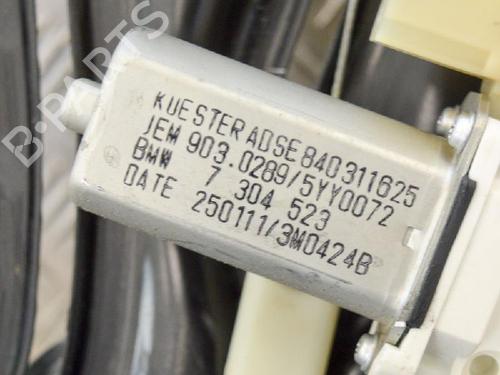 B-PARTS
KUESTER ADSE 840311625
JEM 903.0289/5YY0072
BMW 7 304 523
DATE 250111/3M0424B